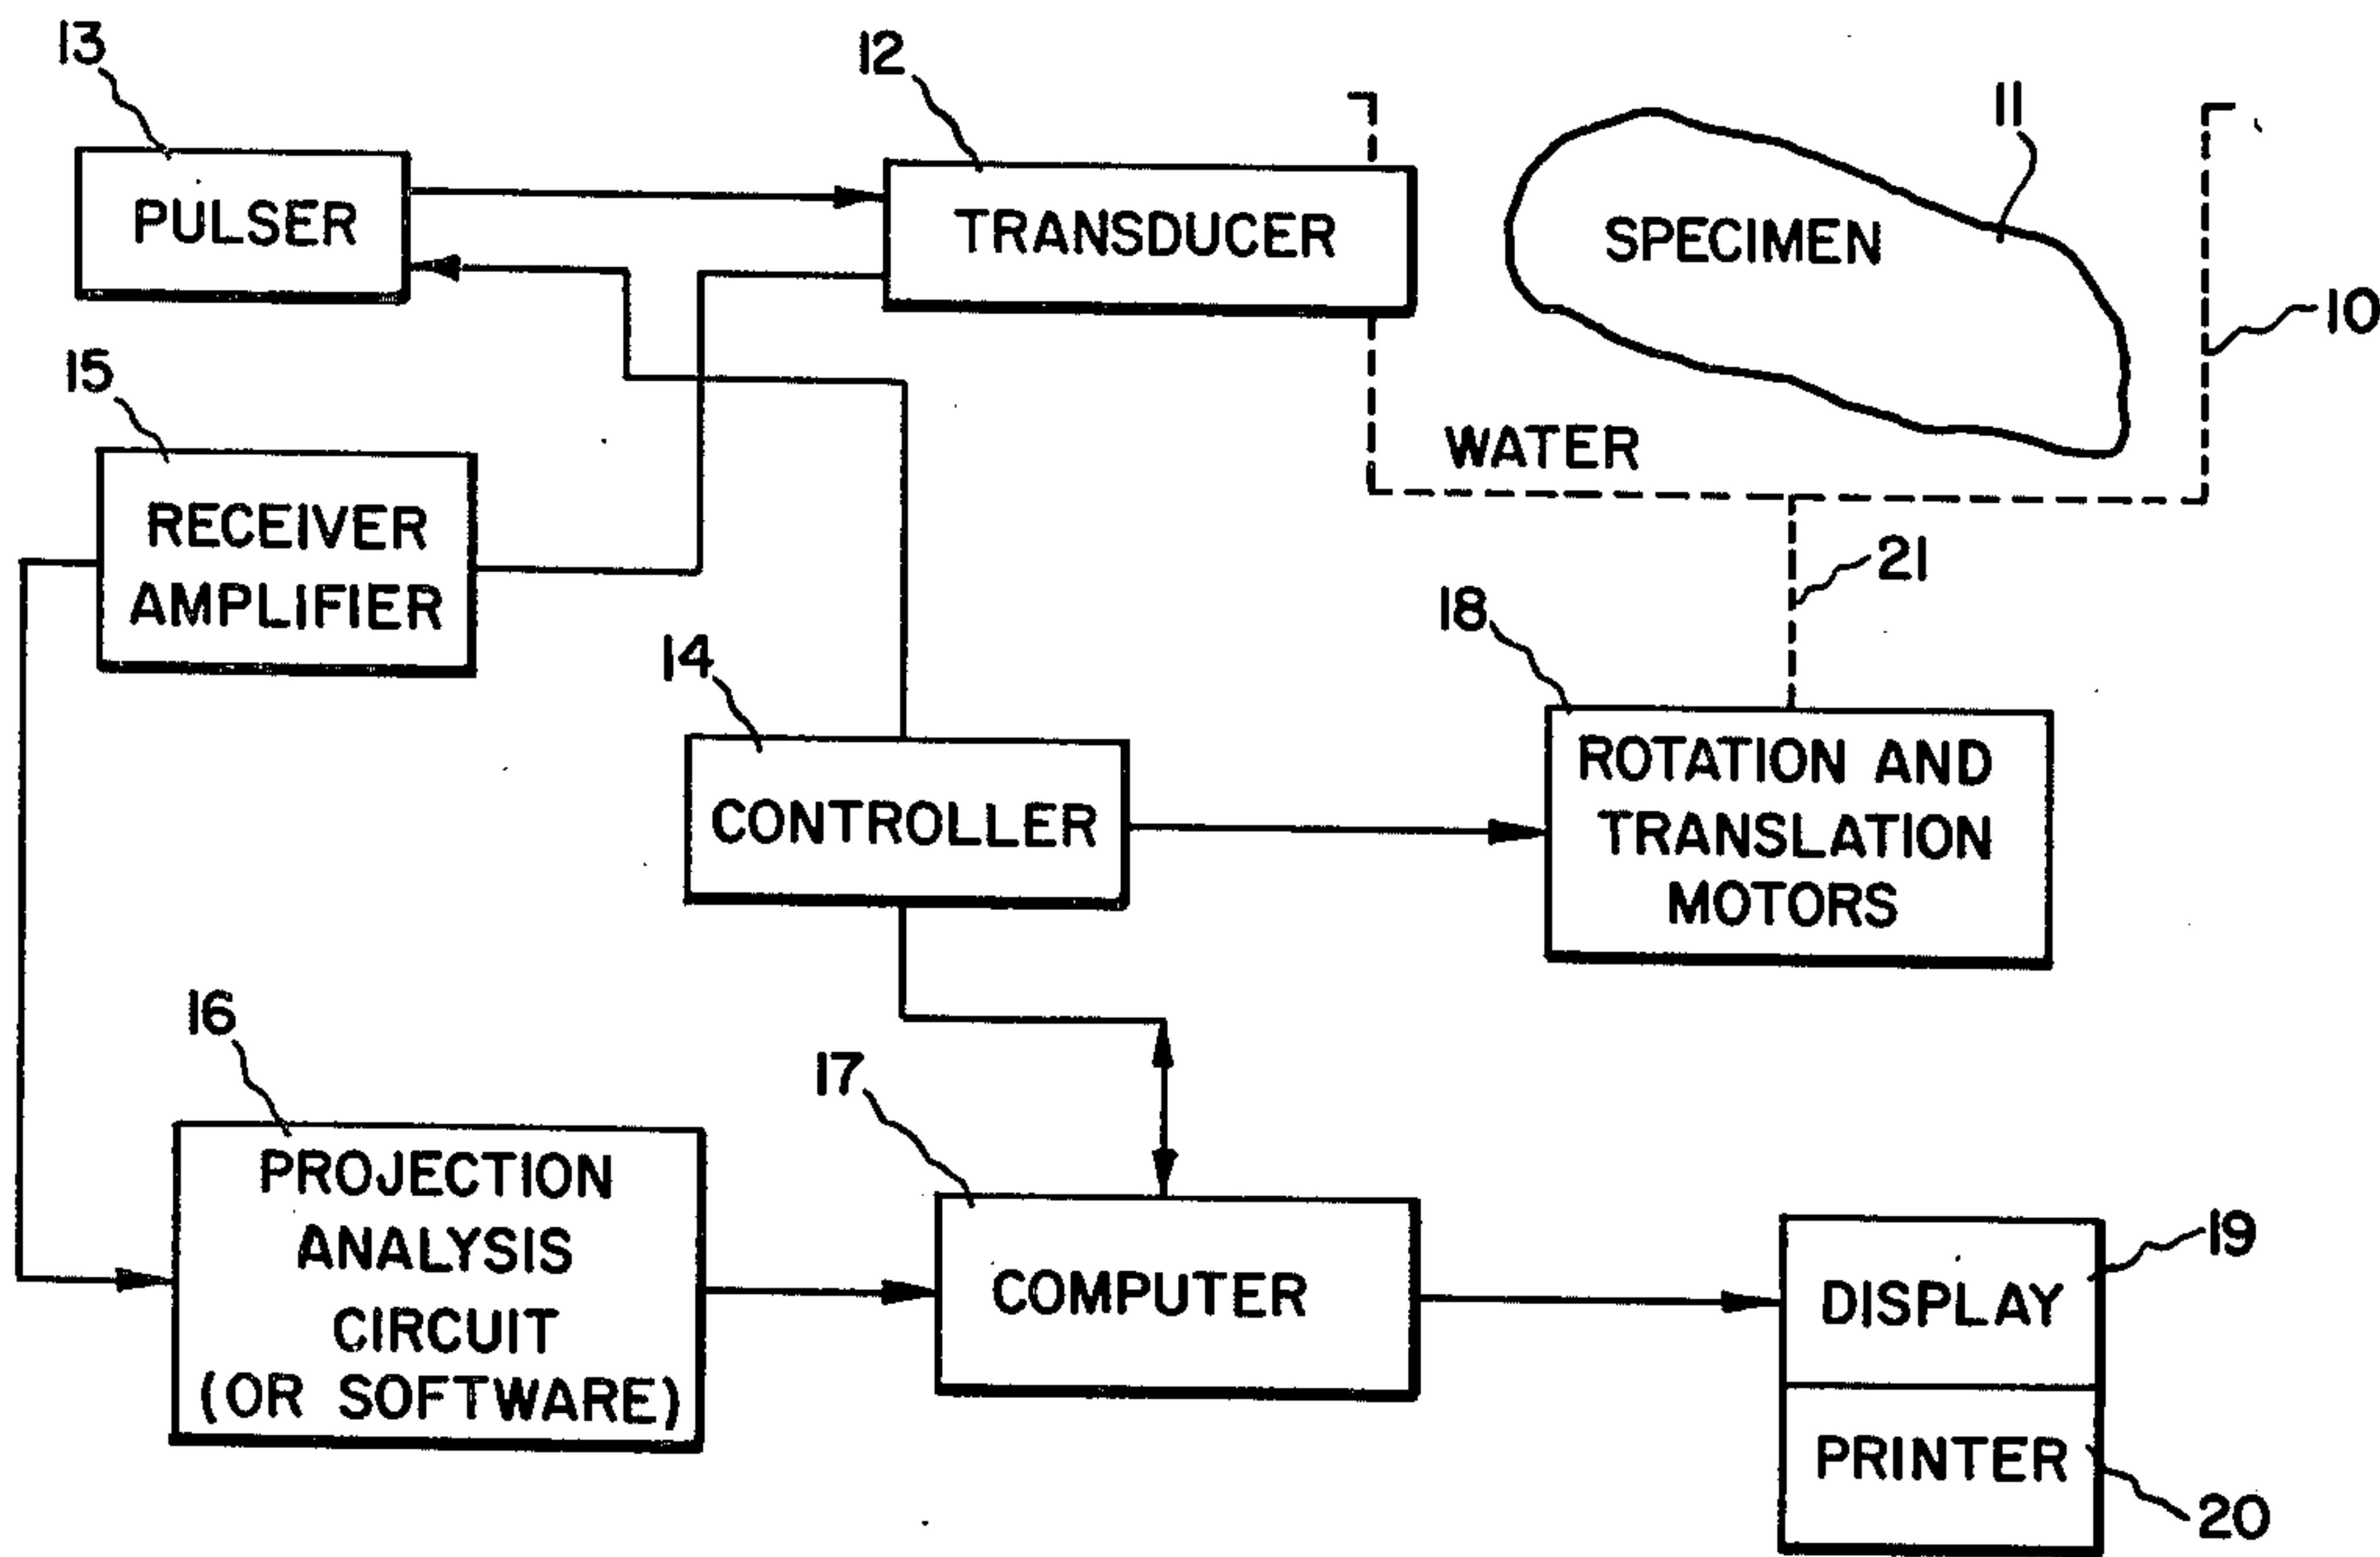 13
12
11
PULSER
TRANSDUCER
SPECIMEN
10
15
WATER
RECEIVER
AMPLIFIER
21
18
14
CONTROLLER
ROTATION AND
TRANSLATION
MOTORS
16
17
PROJECTION
ANALYSIS
CIRCUIT
(OR SOFTWARE)
COMPUTER
19
DISPLAY
PRINTER
20